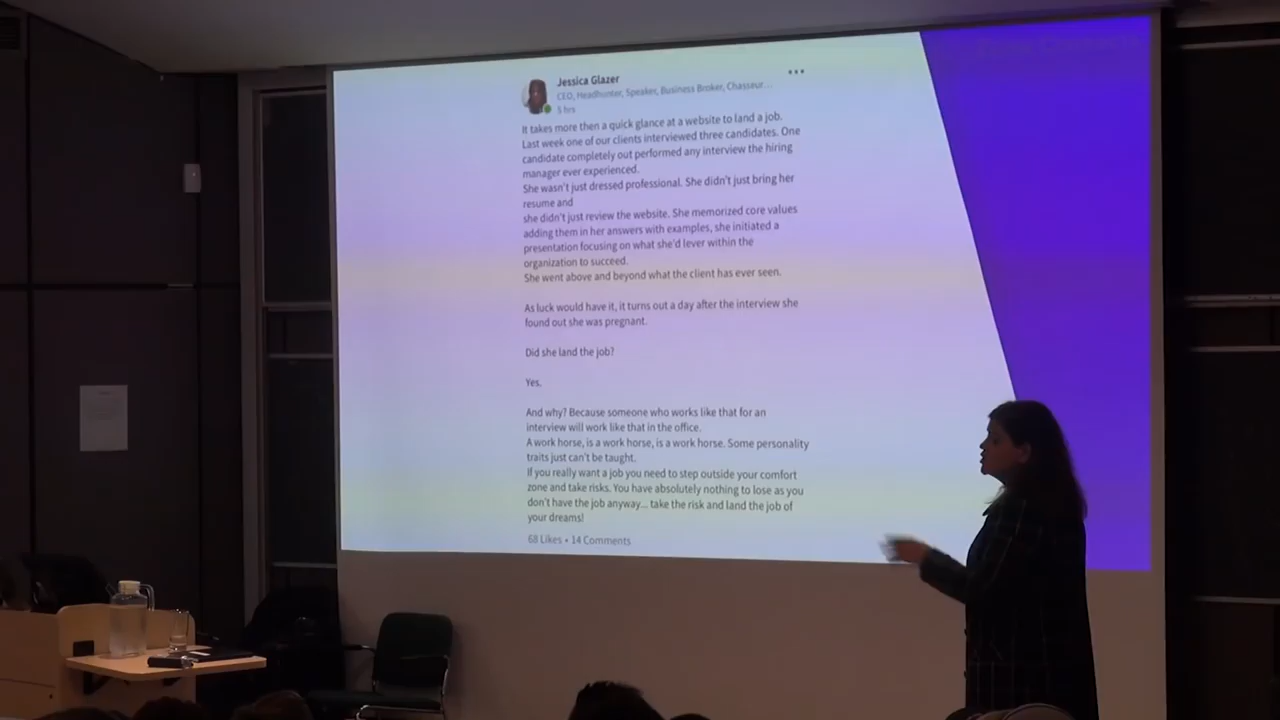 Jessica Glazer
CEO, Headhunter, Speaker, Business Broker, Chasseur...
5 hrs
It takes more then a quick glance at a website to land a job.
Last week one of our clients interviewed three candidates. One
candidate completely out performed any interview the hiring
manager ever experienced.
She wasn't just dressed professional. She didn't just bring her
resume and
she didn't just review the website. She memorized core values
adding them in her answers with examples, she initiated a
presentation focusing on what she'd lever within the
organization to succeed.
She went above and beyond what the client has ever seen.
As luck would have it, it turns out a day after the interview she
found out she was pregnant.
Did she land the job?
Yes.
And why? Because someone who works like that for an
interview will work like that in the office.
A work horse, is a work horse, is a work horse. Some personality
traits just can't be taught.
If you really want a job you need to step outside your comfort
zone and take risks. You have absolutely nothing to lose as you
don't have the job anyway... take the risk and land the job of
your dreams!
68 Likes • 14 Comments